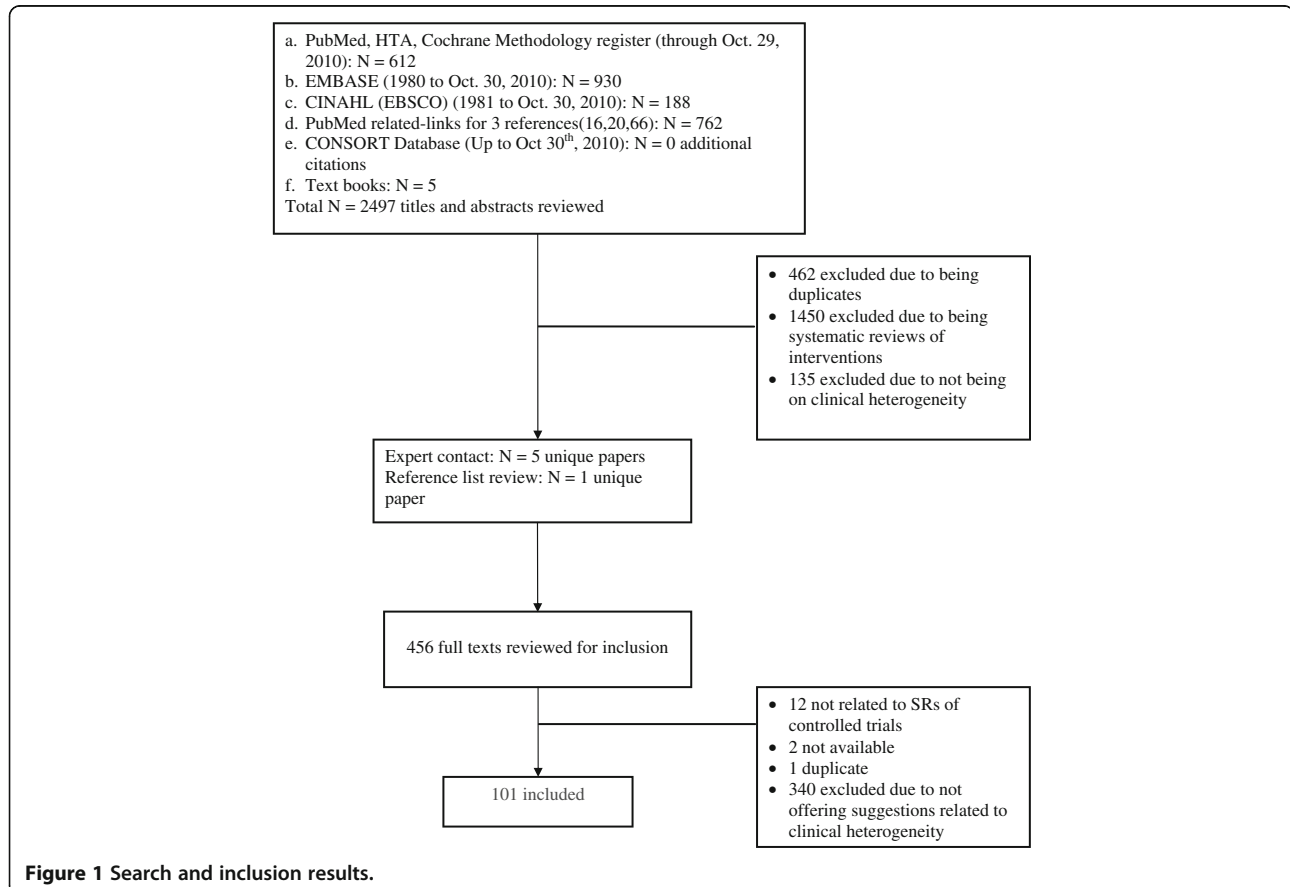 a. PubMed, HTA, Cochrane Methodology register (through Oct. 29,
2010): N = 612
b. EMBASE (1980 to Oct. 30, 2010): N = 930
c. CINAHL (EBSCO) (1981 to Oct. 30, 2010): N = 188
d. PubMed related-links for 3 references(16,20,66): N = 762
e. CONSORT Database (Up to Oct 30th, 2010): N = 0 additional
citations
f. Text books: N = 5
Total N = 2497 titles and abstracts reviewed
• 462 excluded due to being
duplicates
• 1450 excluded due to being
systematic reviews of
interventions
• 135 excluded due to not being
on clinical heterogeneity
Expert contact: N = 5 unique papers
Reference list review: N = 1 unique
paper
456 full texts reviewed for inclusion
• 12 not related to SRs of
controlled trials
• 2 not available
• 1 duplicate
• 340 excluded due to not
offering suggestions related to
clinical heterogeneity
101 included
Figure 1 Search and inclusion results.